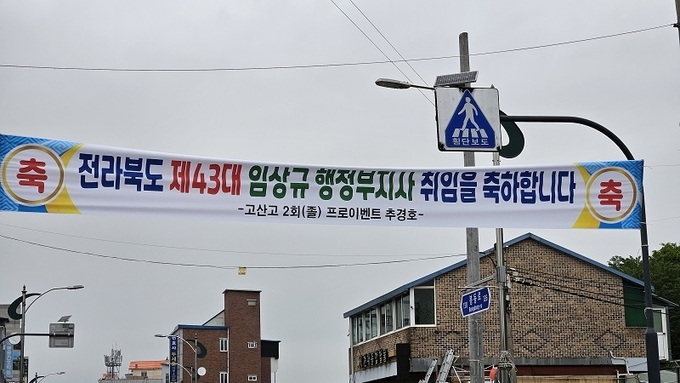 축 전라북도 제43대 임상규 행정부지사 취임을 축하합니다 축
-고산고 2회(졸) 프로이벤트 추경호-
횡단보도